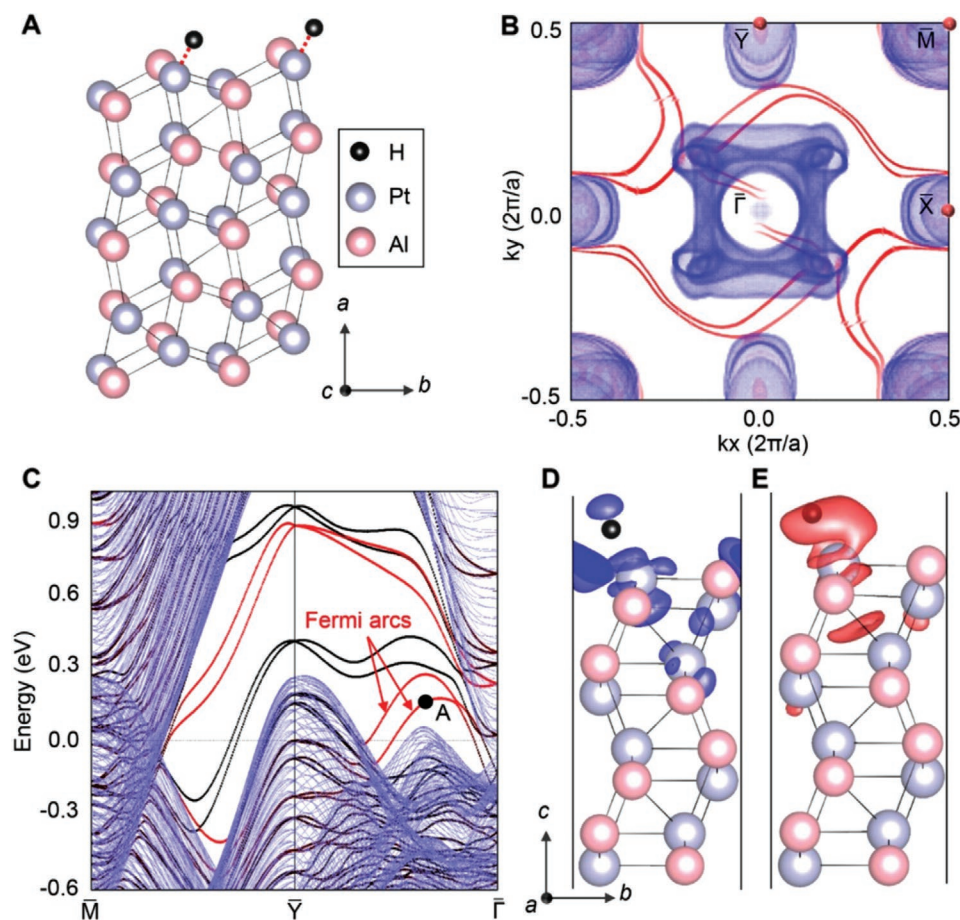 A
H
Pt
Al
a
c
b
B
0.5
0.0
-0.5
ky (2π/a)
Ȳ
M̄
Γ̄
X̄
-0.5
0.0
0.5
kx (2π/a)
C
Energy (eV)
0.9
0.6
0.3
0.0
-0.3
-0.6
Fermi arcs
A
M̄
Ȳ
Γ̄
D
E
c
a
b